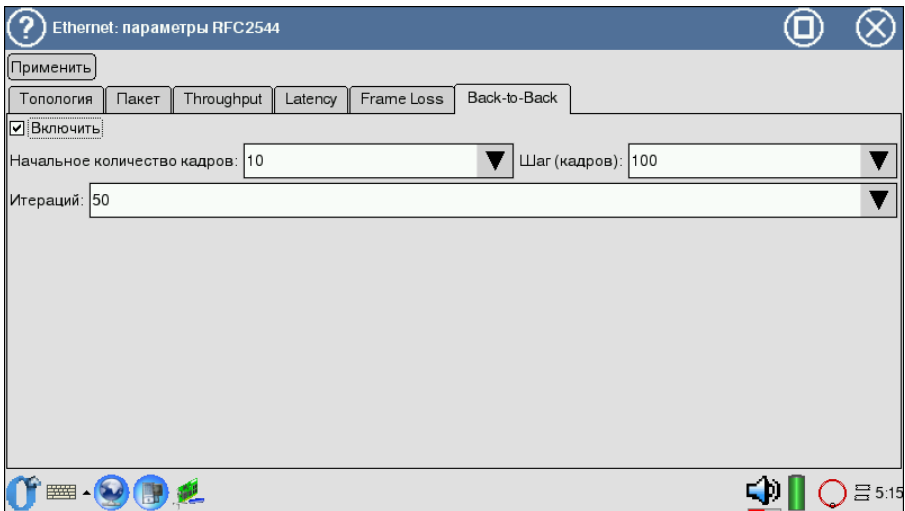 Ethernet: параметры RFC2544
Применить
Топология Пакет Throughput Latency Frame Loss Back-to-Back
Включить
Начальное количество кадров: 10 Шаг (кадров): 100
Итераций: 50
5:15